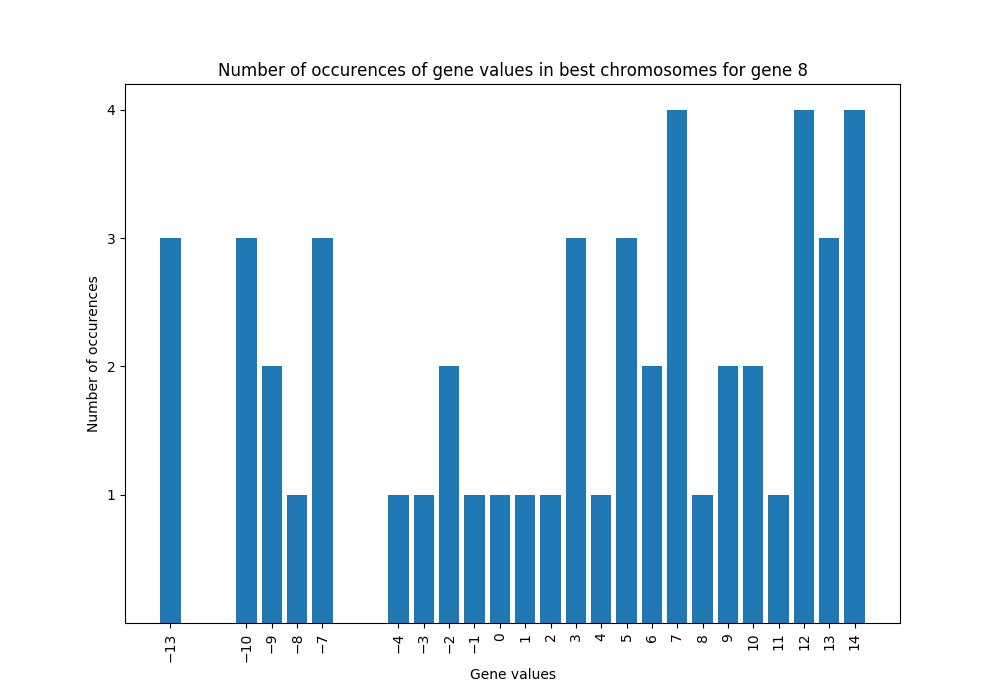 Number of occurences of gene values in best chromosomes for gene 8
4
3
2
1
Number of occurences
−13 −10 −9 −8 −7 −4 −3 −2 −1 0 1 2 3 4 5 6 7 8 9 10 11 12 13 14
Gene values